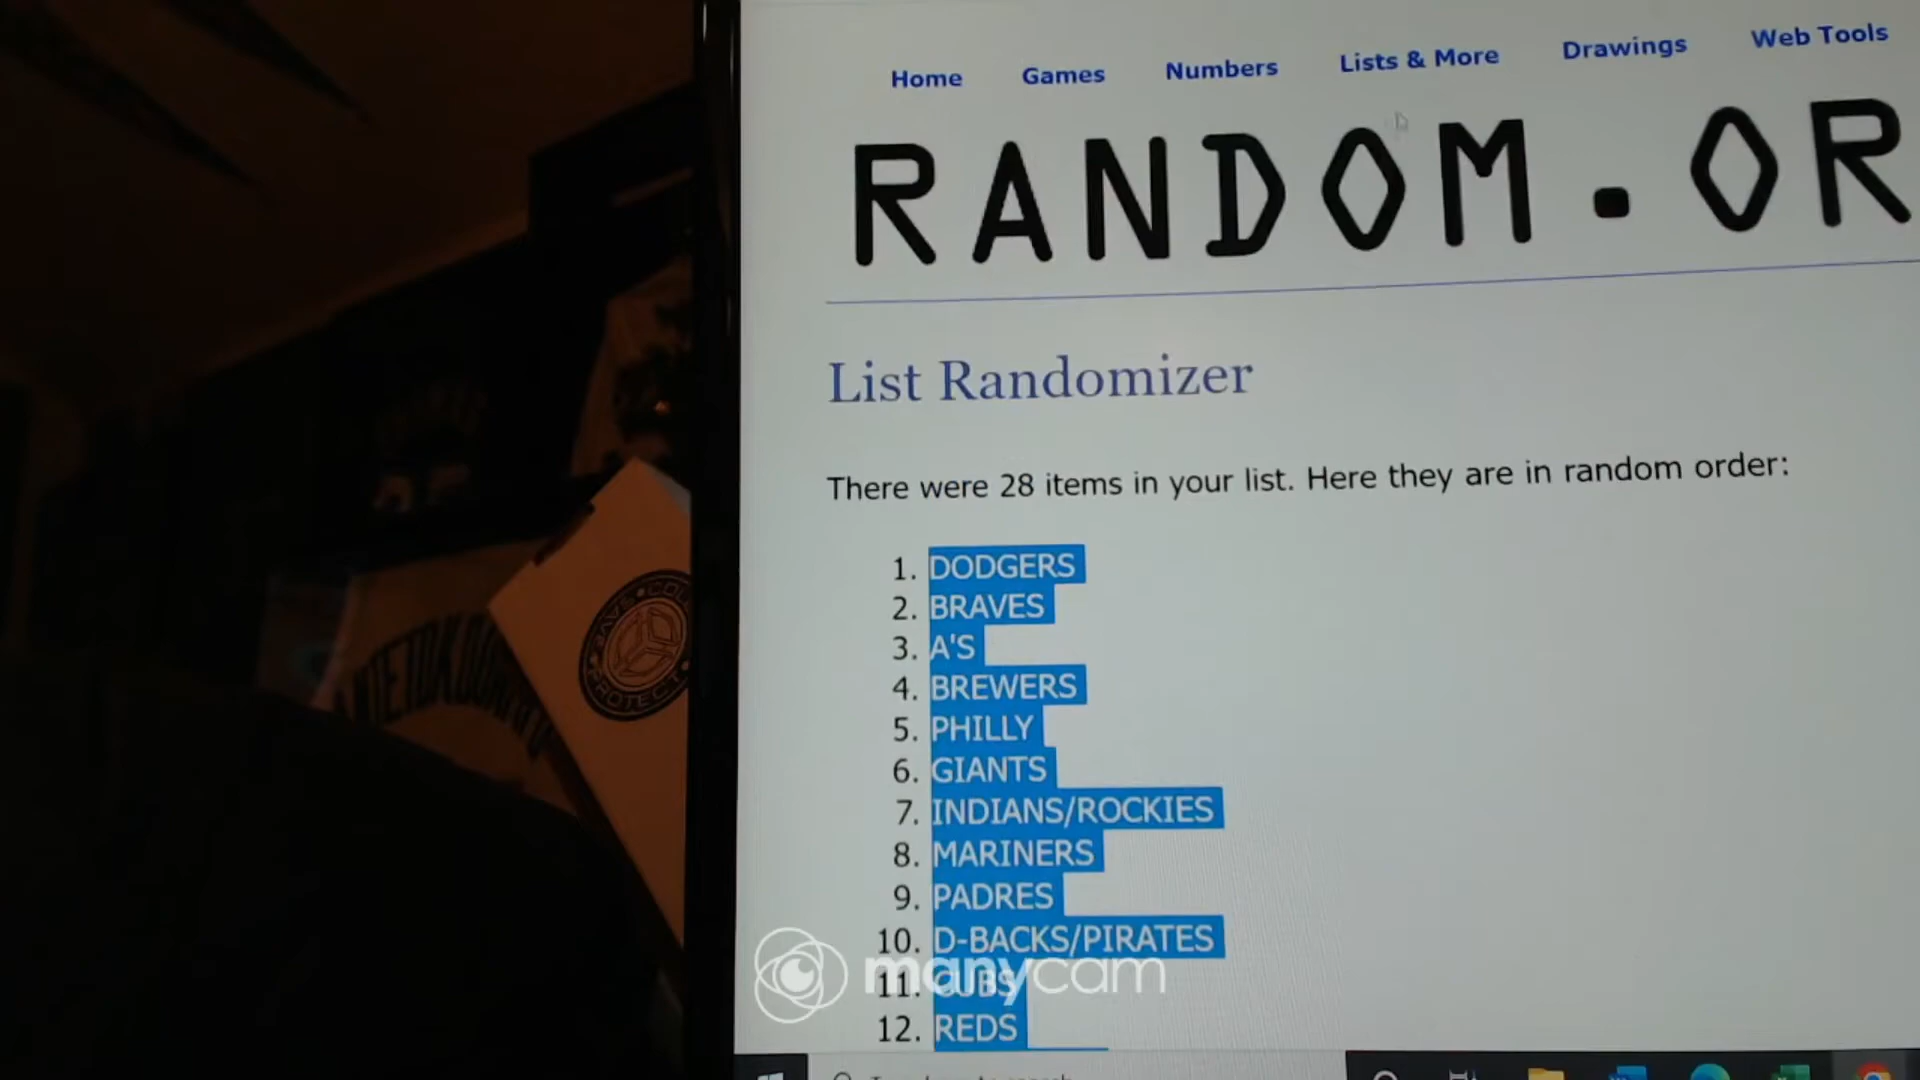 Home Games Numbers Lists & More Drawings Web Tools
RANDOM.OR
List Randomizer
There were 28 items in your list. Here they are in random order:
1. DODGERS
2. BRAVES
3. A'S
4. BREWERS
5. PHILLY
6. GIANTS
7. INDIANS/ROCKIES
8. MARINERS
9. PADRES
10. D-BACKS/PIRATES
11. CUBS
manycam
12. REDS
PROTECT